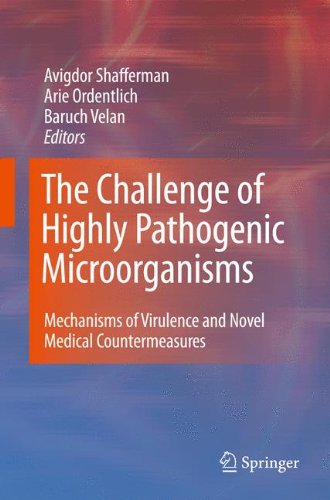 Avigdor Shafferman
Arie Ordentlich
Baruch Velan
Editors
The Challenge of
Highly Pathogenic
Microorganisms
Mechanisms of Virulence and Novel
Medical Countermeasures
Springer